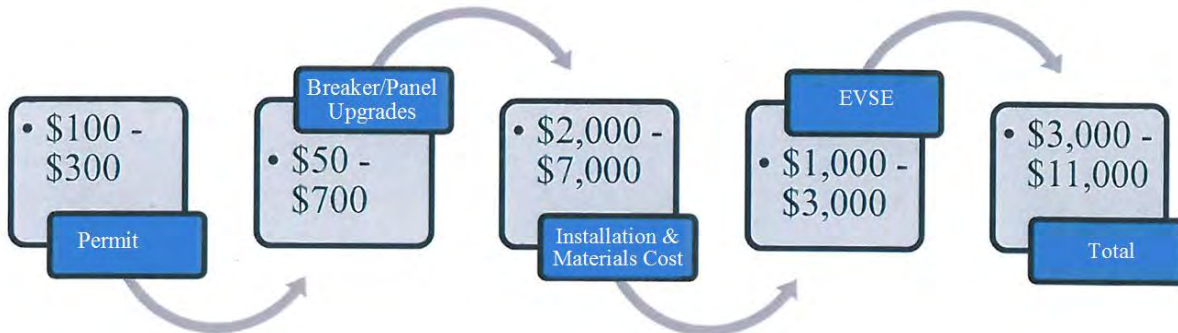 • $100 -
$300
Permit
Breaker/Panel
Upgrades
• $50 -
$700
• $2,000 -
$7,000
Installation &
Materials Cost
EVSE
• $1,000 -
$3,000
• $3,000 -
$11,000
Total